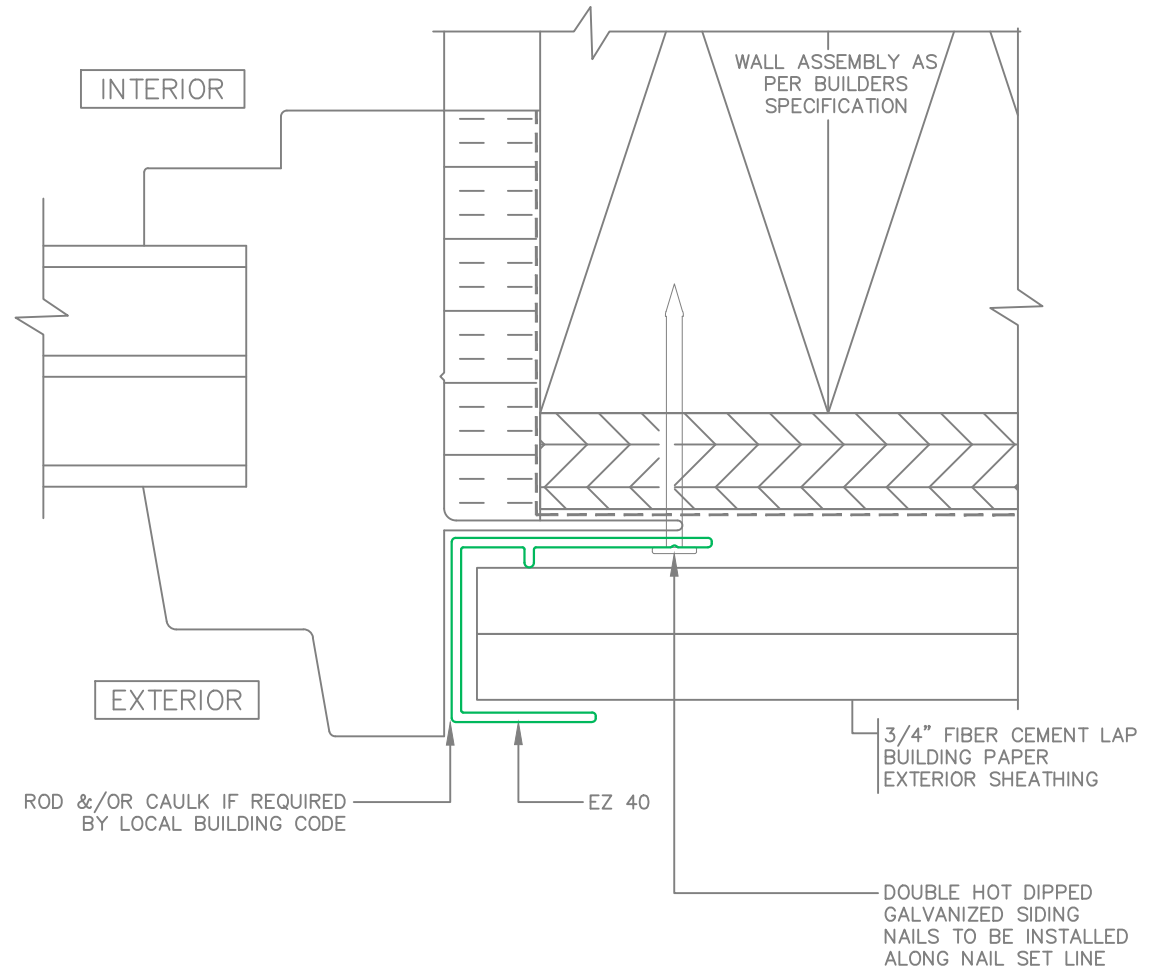 INTERIOR
WALL ASSEMBLY AS
PER BUILDERS
SPECIFICATION
EXTERIOR
3/4" FIBER CEMENT LAP
BUILDING PAPER
EXTERIOR SHEATHING
ROD &/OR CAULK IF REQUIRED
BY LOCAL BUILDING CODE
EZ 40
DOUBLE HOT DIPPED
GALVANIZED SIDING
NAILS TO BE INSTALLED
ALONG NAIL SET LINE